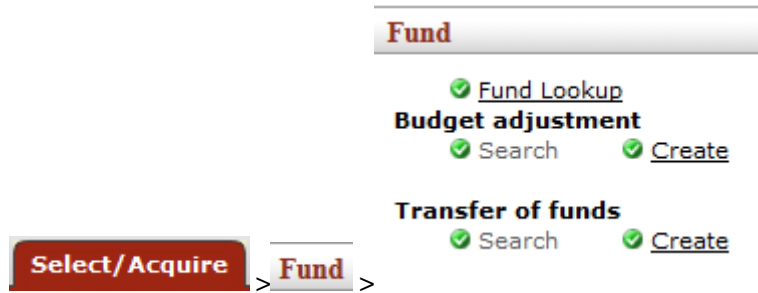 Fund
Fund Lookup
Budget adjustment
Search Create
Transfer of funds
Search Create
Select/Acquire > Fund >